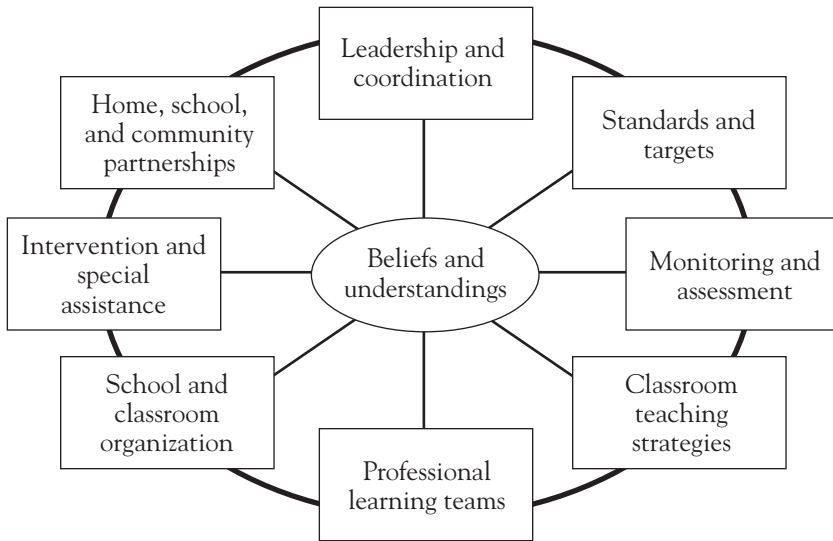 Leadership and
coordination
Standards and
targets
Monitoring and
assessment
Classroom
teaching
strategies
Professional
learning teams
School and
classroom
organization
Intervention and
special
assistance
Home, school,
and community
partnerships
Beliefs and
understandings